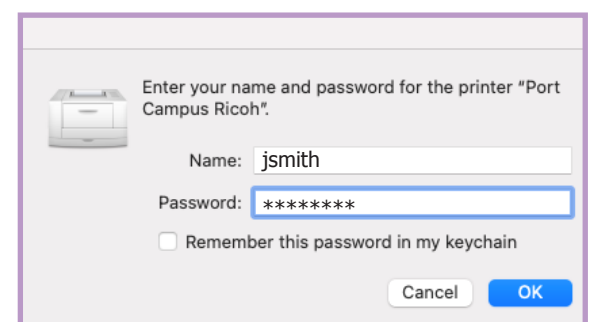 Enter your name and password for the printer “Port
Campus Ricoh”.
Name: jsmith
Password: ********
Remember this password in my keychain
Cancel OK